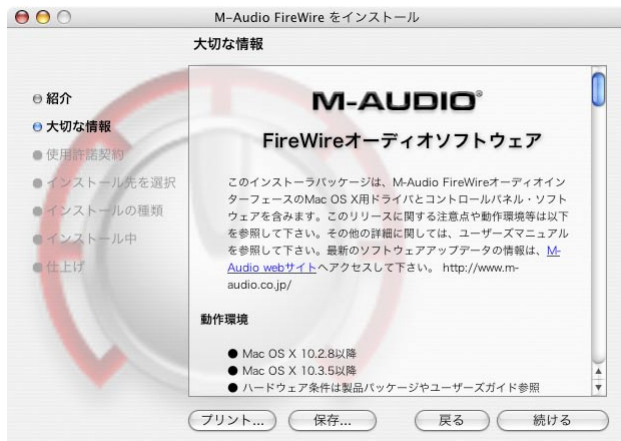 M-Audio FireWire をインストール
大切な情報
紹介
大切な情報
使用許諾契約
インストール先を選択
インストールの種類
インストール中
仕上げ
M-AUDIO®
FireWireオーディオソフトウェア
このインストーラパッケージは、M-Audio FireWireオーディオイン
ターフェースのMac OS X用ドライバとコントロールパネル・ソフト
ウェアを含みます。このリリースに関する注意点や動作環境等は以下
を参照して下さい。その他の詳細に関しては、ユーザーズマニュアル
を参照して下さい。最新のソフトウェアアップデータの情報は、M-
Audio webサイトへアクセスして下さい。 http://www.m-
audio.co.jp/
動作環境
● Mac OS X 10.2.8以降
● Mac OS X 10.3.5以降
● ハードウェア条件は製品パッケージやユーザーズガイド参照
プリント...
保存...
戻る
続ける